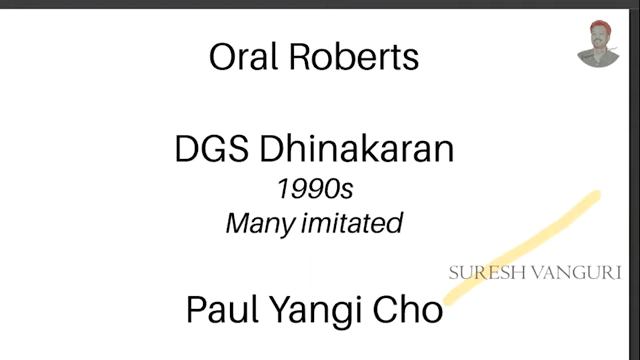 Oral Roberts
DGS Dhinakaran
1990s
Many imitated
SURESH VANGURI
Paul Yangi Cho